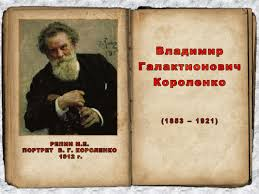 РЕПИН И.Е.
ПОРТРЕТ В. Г. КОРОЛЕНКО
1912 г.
Владимир
Галактионович
Короленко
(1853 – 1921)